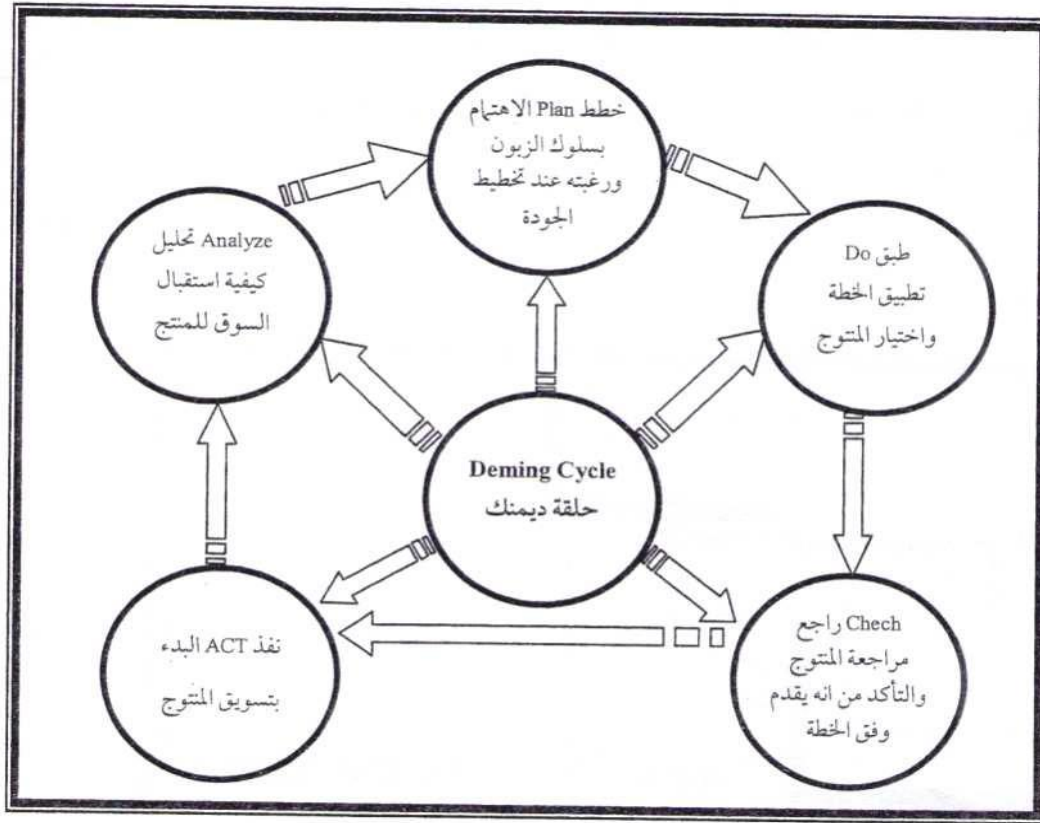 خطط Plan الاهتمام
بسلوك الزبون
ورغبته عند تخطيط
الجودة
طبق Do
تطبيق الخطة
واختيار المنتوج
Chech راجع
مراجعة المنتوج
والتأكد من انه يقدم
وفق الخطة
نفذ ACT البدء
بتسويق المنتوج
Analyze تحليل
كيفية استقبال
السوق للمنتج
Deming Cycle
حلقة ديمنك